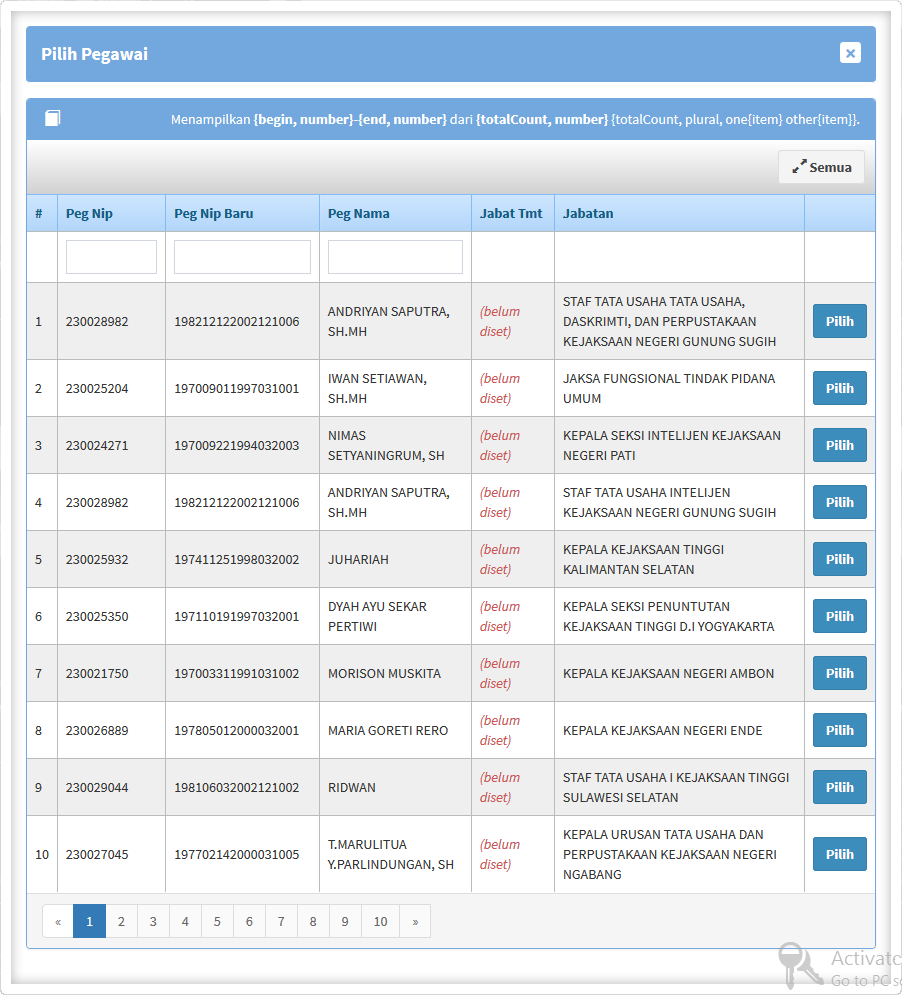 Pilih Pegawai
Menampilkan {begin, number}-{end, number} dari {totalCount, number} {totalCount, plural, one{item} other{item}}.
Semua
# Peg Nip Peg Nip Baru Peg Nama Jabat Tmt Jabatan
1 230028982 198212122002121006 ANDRIYAN SAPUTRA, SH.MH (belum diset) STAF TATA USAHA TATA USAHA, DASKRIMTI, DAN PERPUSTAKAAN KEJAKSAAN NEGERI GUNUNG SUGIH Pilih
2 230025204 197009011997031001 IWAN SETIAWAN, SH.MH (belum diset) JAKSA FUNGSIONAL TINDAK PIDANA UMUM Pilih
3 230024271 197009221994032003 NIMAS SETYANINGRUM, SH (belum diset) KEPALA SEKSI INTELIJEN KEJAKSAAN NEGERI PATI Pilih
4 230028982 198212122002121006 ANDRIYAN SAPUTRA, SH.MH (belum diset) STAF TATA USAHA INTELIJEN KEJAKSAAN NEGERI GUNUNG SUGIH Pilih
5 230025932 197411251998032002 JUHARIAH (belum diset) KEPALA KEJAKSAAN TINGGI KALIMANTAN SELATAN Pilih
6 230025350 197110191997032001 DYAH AYU SEKAR PERTIWI (belum diset) KEPALA SEKSI PENUNTUTAN KEJAKSAAN TINGGI D.I YOGYAKARTA Pilih
7 230021750 197003311991031002 MORISON MUSKITA (belum diset) KEPALA KEJAKSAAN NEGERI AMBON Pilih
8 230026889 197805012000032001 MARIA GORETI RERO (belum diset) KEPALA KEJAKSAAN NEGERI ENDE Pilih
9 230029044 198106032002121002 RIDWAN (belum diset) STAF TATA USAHA I KEJAKSAAN TINGGI SULAWESI SELATAN Pilih
10 230027045 197702142000031005 T.MARULITUA Y.PARLINDUNGAN, SH (belum diset) KEPALA URUSAN TATA USAHA DAN PERPUSTAKAAN KEJAKSAAN NEGERI NGABANG Pilih
« 1 2 3 4 5 6 7 8 9 10 »
Activate
Go to PC s